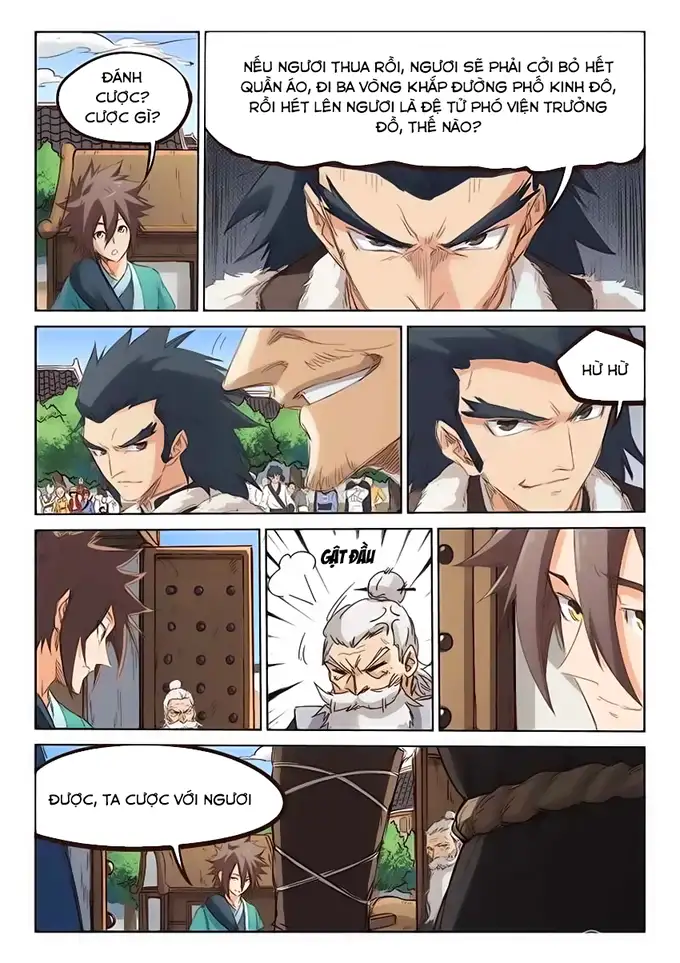 ĐÁNH
CƯỢC?
CƯỢC GÌ?
NẾU NGƯƠI THUA RỒI, NGƯƠI SẼ PHẢI CỞI BỎ HẾT
QUẦN ÁO, ĐI BA VÒNG KHẮP ĐƯỜNG PHỐ KINH ĐÔ,
RỒI HÉT LÊN NGƯƠI LÀ ĐỆ TỬ PHÓ VIỆN TRƯỞNG
ĐỒ, THẾ NÀO?
HỪ HỪ
GẬT ĐẦU
ĐƯỢC, TA CƯỢC VỚI NGƯƠI